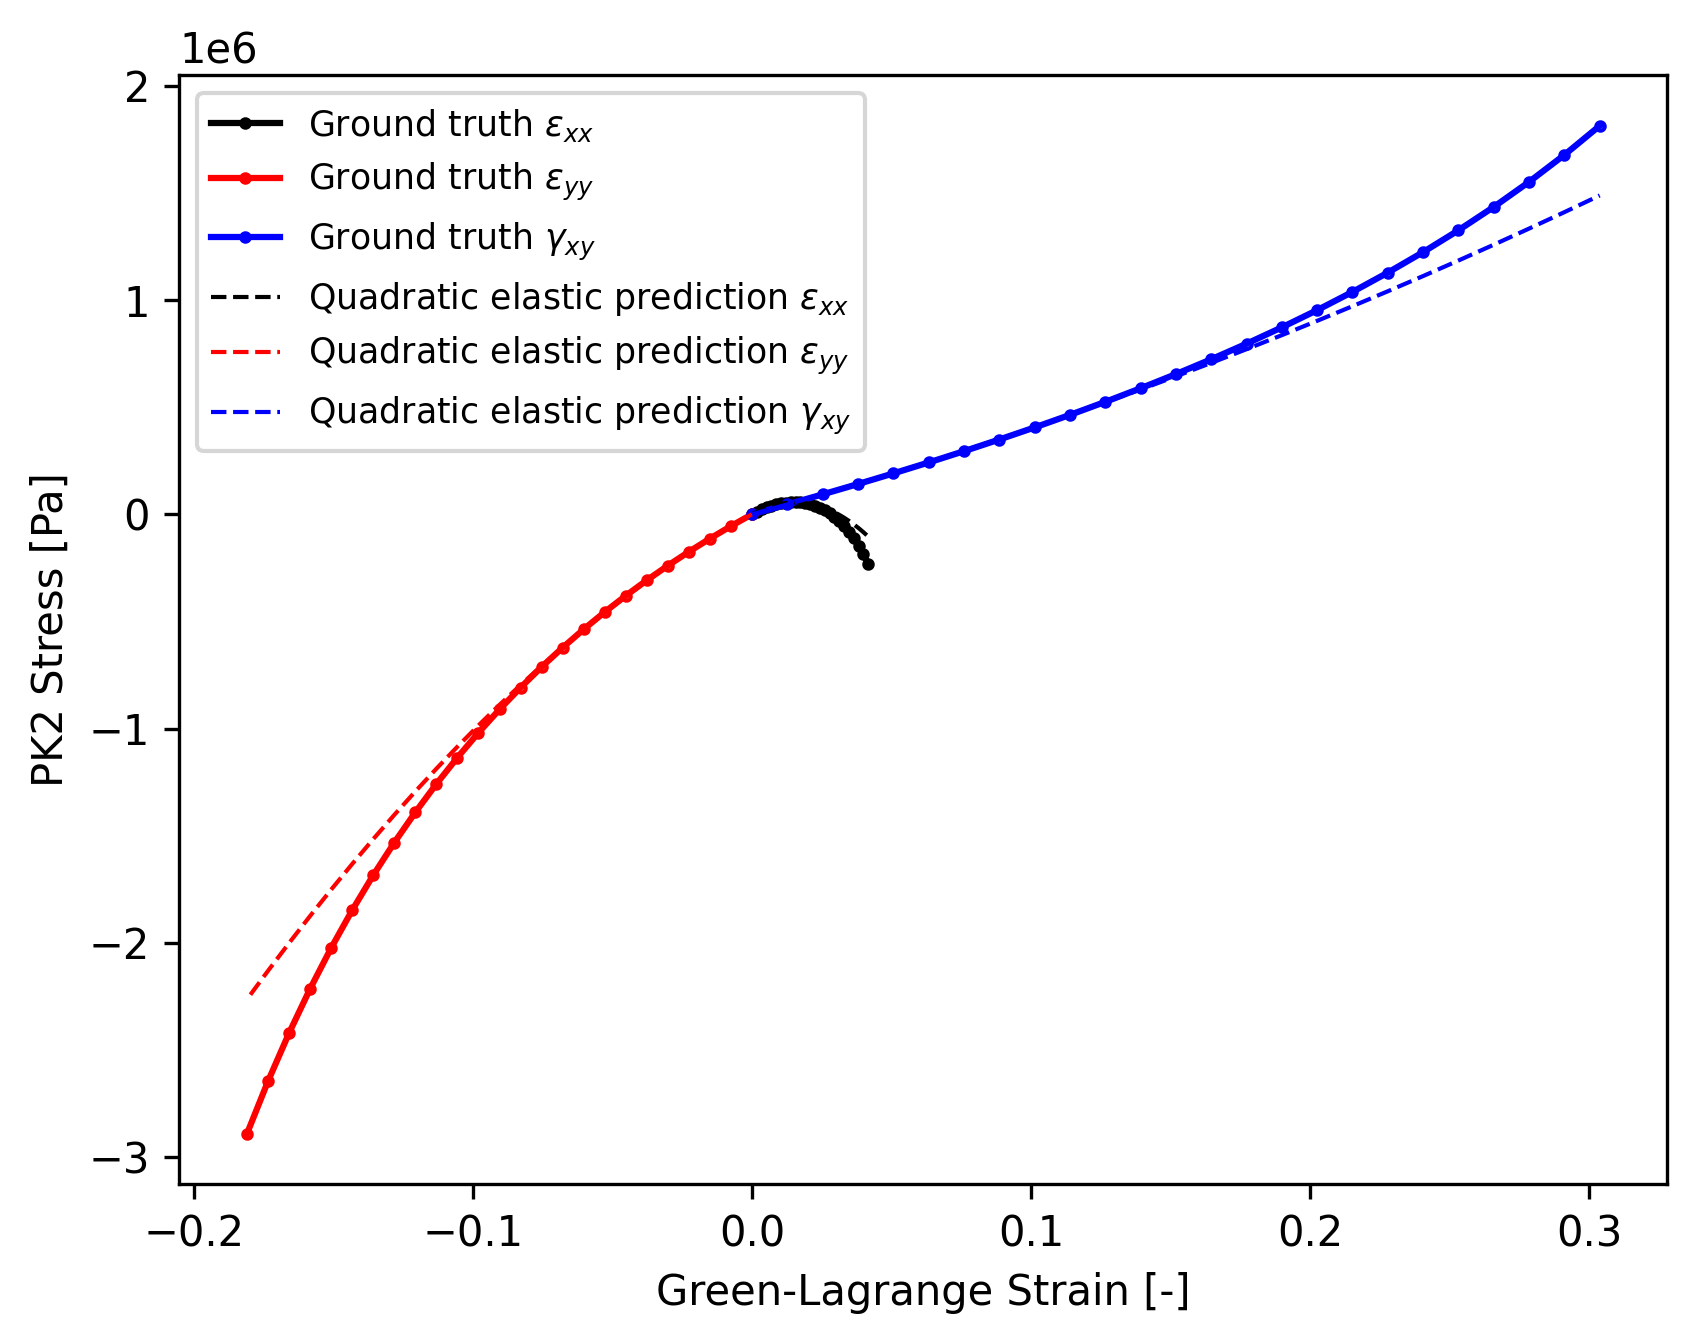 1e6
2
1
0
−1
−2
−3
PK2 Stress [Pa]
Ground truth εxx
Ground truth εyy
Ground truth γxy
Quadratic elastic prediction εxx
Quadratic elastic prediction εyy
Quadratic elastic prediction γxy
−0.2 −0.1 0.0 0.1 0.2 0.3
Green-Lagrange Strain [-]